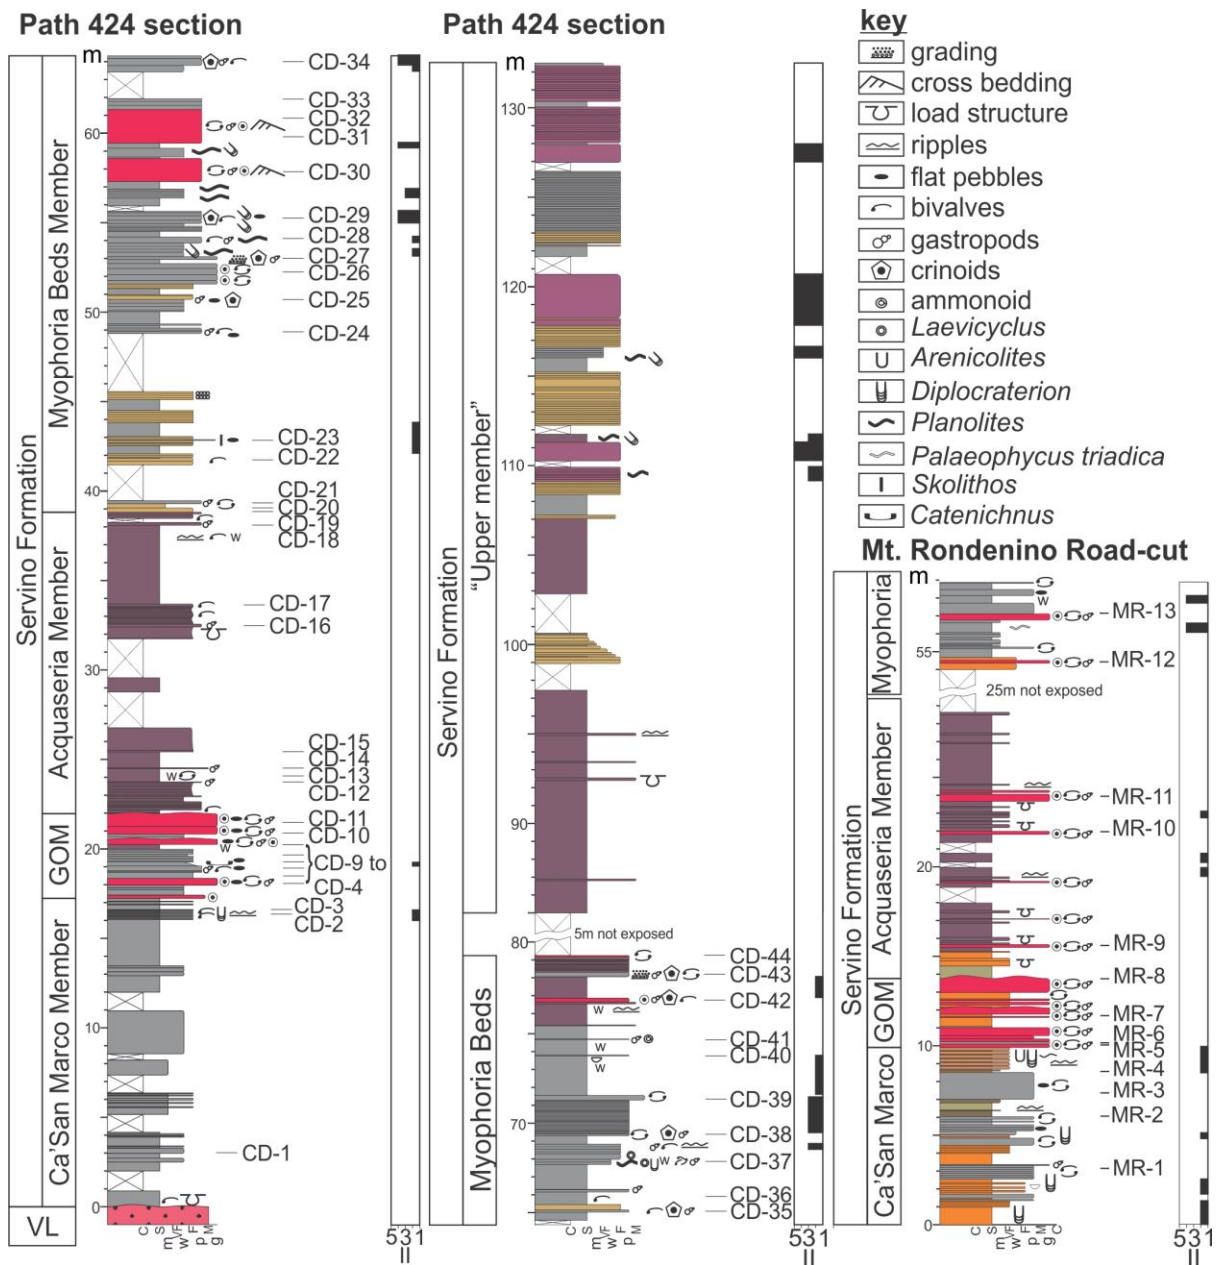 Path 424 section
m
Servino Formation
Myophoria Beds Member
Acquaseria Member
GOM
Ca'San Marco Member
VL
60
50
40
30
20
10
0
CD-34
CD-33
CD-32
CD-31
CD-30
CD-29
CD-28
CD-27
CD-26
CD-25
CD-24
CD-23
CD-22
CD-21
CD-20
CD-19
w
CD-18
CD-17
CD-16
CD-15
CD-14
w
CD-13
CD-12
CD-11
CD-10
w
CD-9 to
CD-4
CD-3
CD-2
CD-1
C S m VF F M
w p g
531
II
Path 424 section
m
Servino Formation
"Upper member"
Myophoria Beds
130
120
110
100
90
5m not exposed
80
70
CD-44
CD-43
CD-42
w
CD-41
w
CD-40
w
CD-39
CD-38
w
CD-37
CD-36
CD-35
C S m VF F M
w p
531
II
key
grading
cross bedding
load structure
ripples
flat pebbles
bivalves
gastropods
crinoids
ammonoid
Laevicyclus
Arenicolites
Diplocraterion
Planolites
Palaeophycus triadica
Skolithos
Catenichnus
Mt. Rondenino Road-cut
m
Servino Formation
Myophoria
Acquaseria Member
GOM
Ca'San Marco
w
55
25m not exposed
20
10
0
MR-13
MR-12
MR-11
MR-10
MR-9
MR-8
MR-7
MR-6
MR-5
MR-4
MR-3
MR-2
MR-1
C S m VF F M C
w p g
531
II